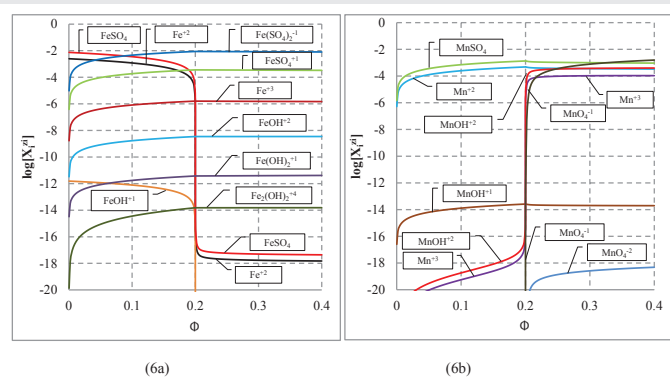 FeSO₄ Fe⁺² Fe(SO₄)₂⁻¹
FeSO₄⁺¹
Fe⁺³
FeOH⁺²
Fe(OH)₂⁺¹
FeOH⁺¹ Fe₂(OH)₂⁺⁴
FeSO₄
Fe⁺²
log[Xᵢᶻⁱ]
0
-2
-4
-6
-8
-10
-12
-14
-16
-18
-20
0 0.1 0.2 0.3 0.4
Φ
(6a)
MnSO₄
Mn⁺²
MnOH⁺²
MnO₄⁻¹
Mn⁺³
MnOH⁺¹
MnOH⁺²
Mn⁺³
MnO₄⁻¹
MnO₄⁻²
log[Xᵢᶻⁱ]
0
-2
-4
-6
-8
-10
-12
-14
-16
-18
-20
0 0.1 0.2 0.3 0.4
Φ
(6b)